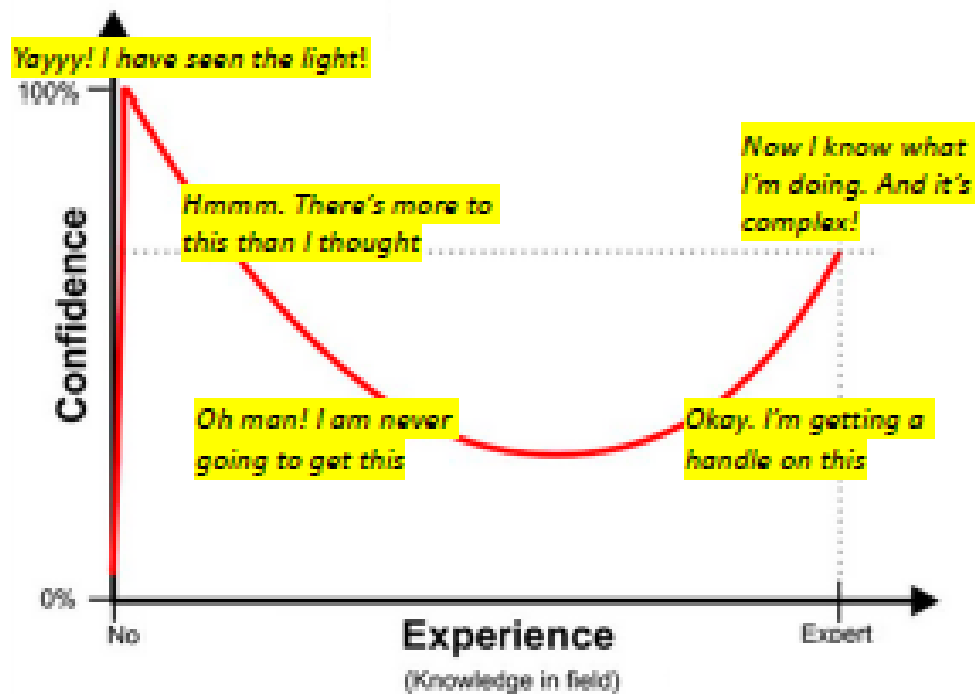 Yayyy! I have seen the light!
100%
Now I know what
I'm doing. And it's
complex!
Hmmm. There's more to
this than I thought
Confidence
Oh man! I am never
going to get this
Okay. I'm getting a
handle on this
0%
No
Experience
Expert
(Knowledge in field)